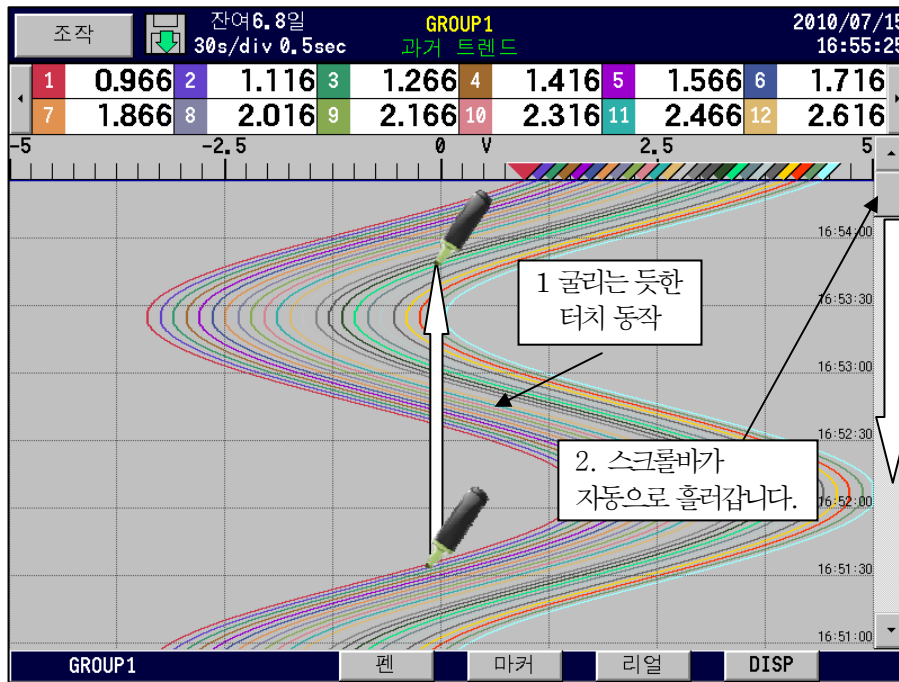 조작
잔여6.8일
30s/div 0.5sec
GROUP1
과거 트렌드
2010/07/15
16:55:25
1 0.966 2 1.116 3 1.266 4 1.416 5 1.566 6 1.716
7 1.866 8 2.016 9 2.166 10 2.316 11 2.466 12 2.616
-5 -2.5 0 V 2.5 5
16:54:00
1 굴리는 듯한
터치 동작
16:53:30
16:53:00
16:52:30
2. 스크롤바가
자동으로 흘러갑니다.
16:52:00
16:51:30
16:51:00
GROUP1 펜 마커 리얼 DISP